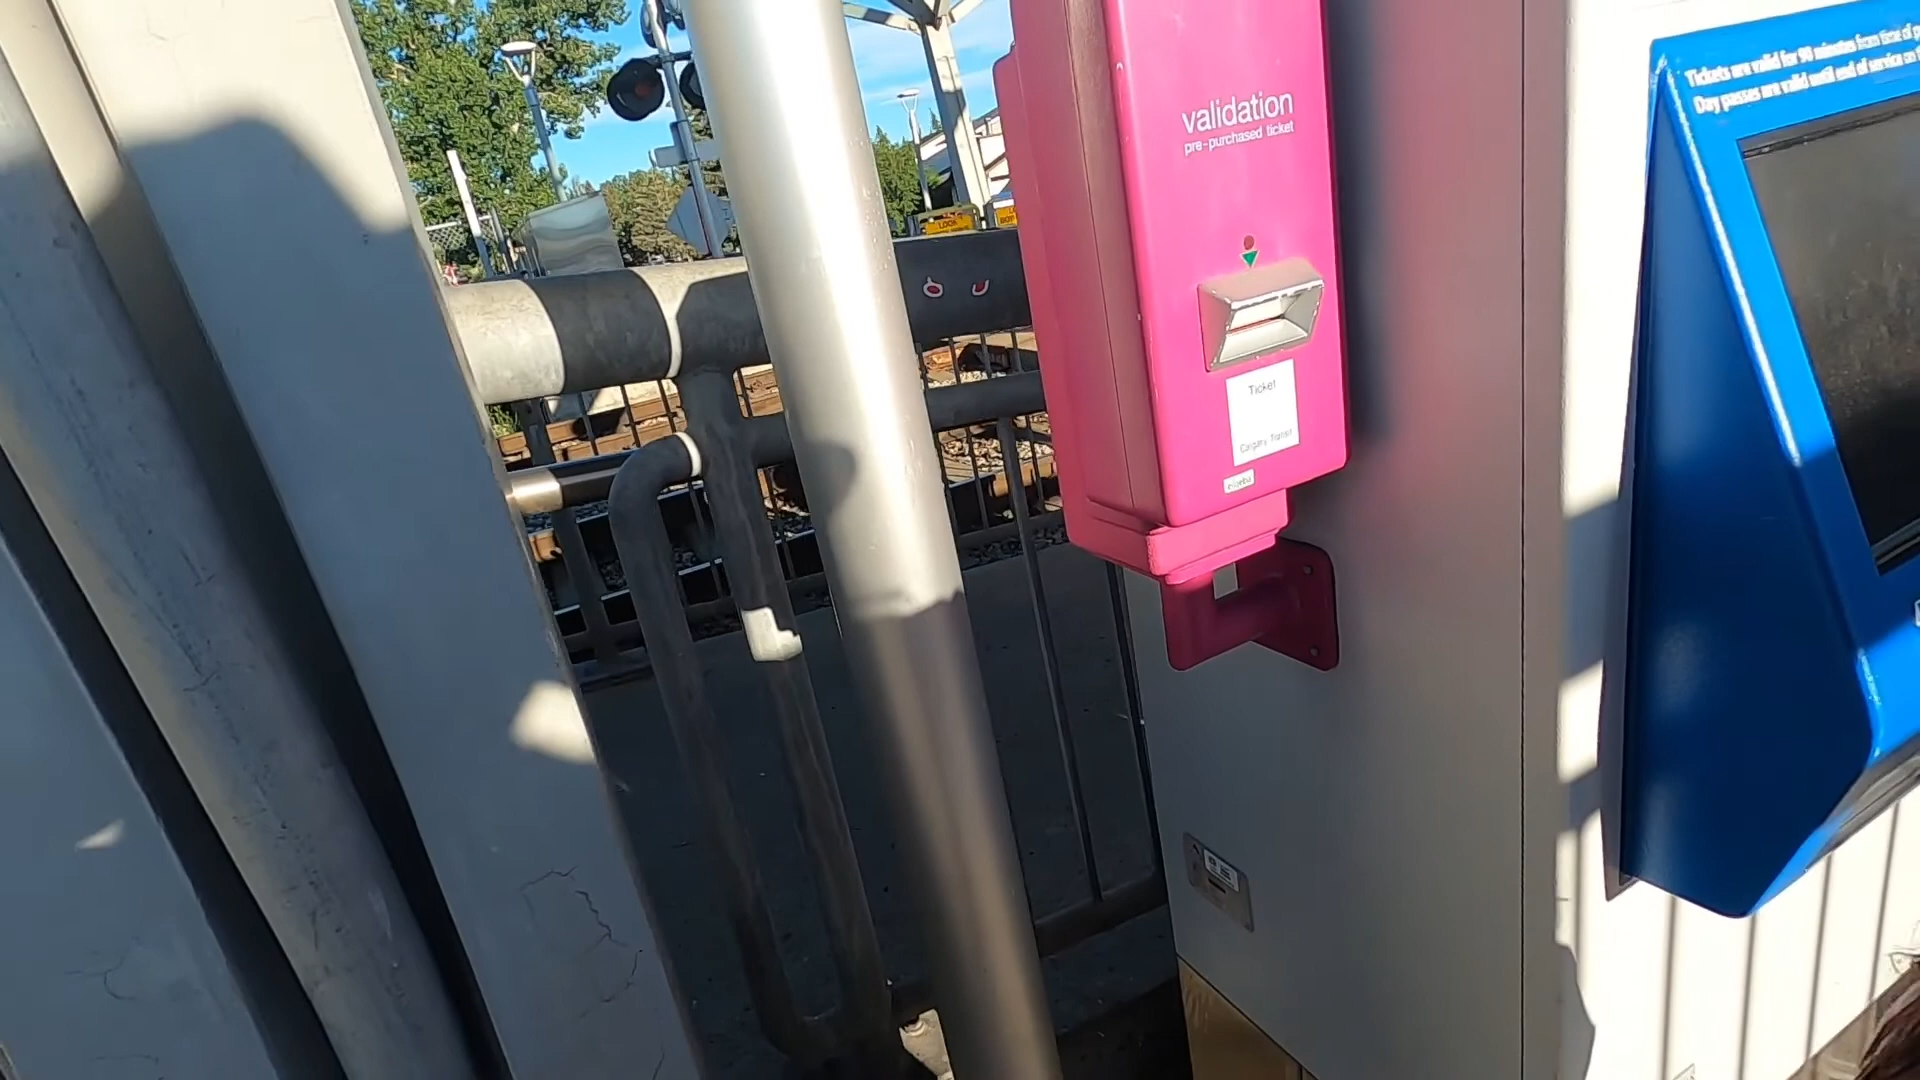 Tickets are valid for 90 minutes from time of
Day passes are valid until end of service on
validation
pre-purchased ticket
LOOK
Ticket
Calgary Transit